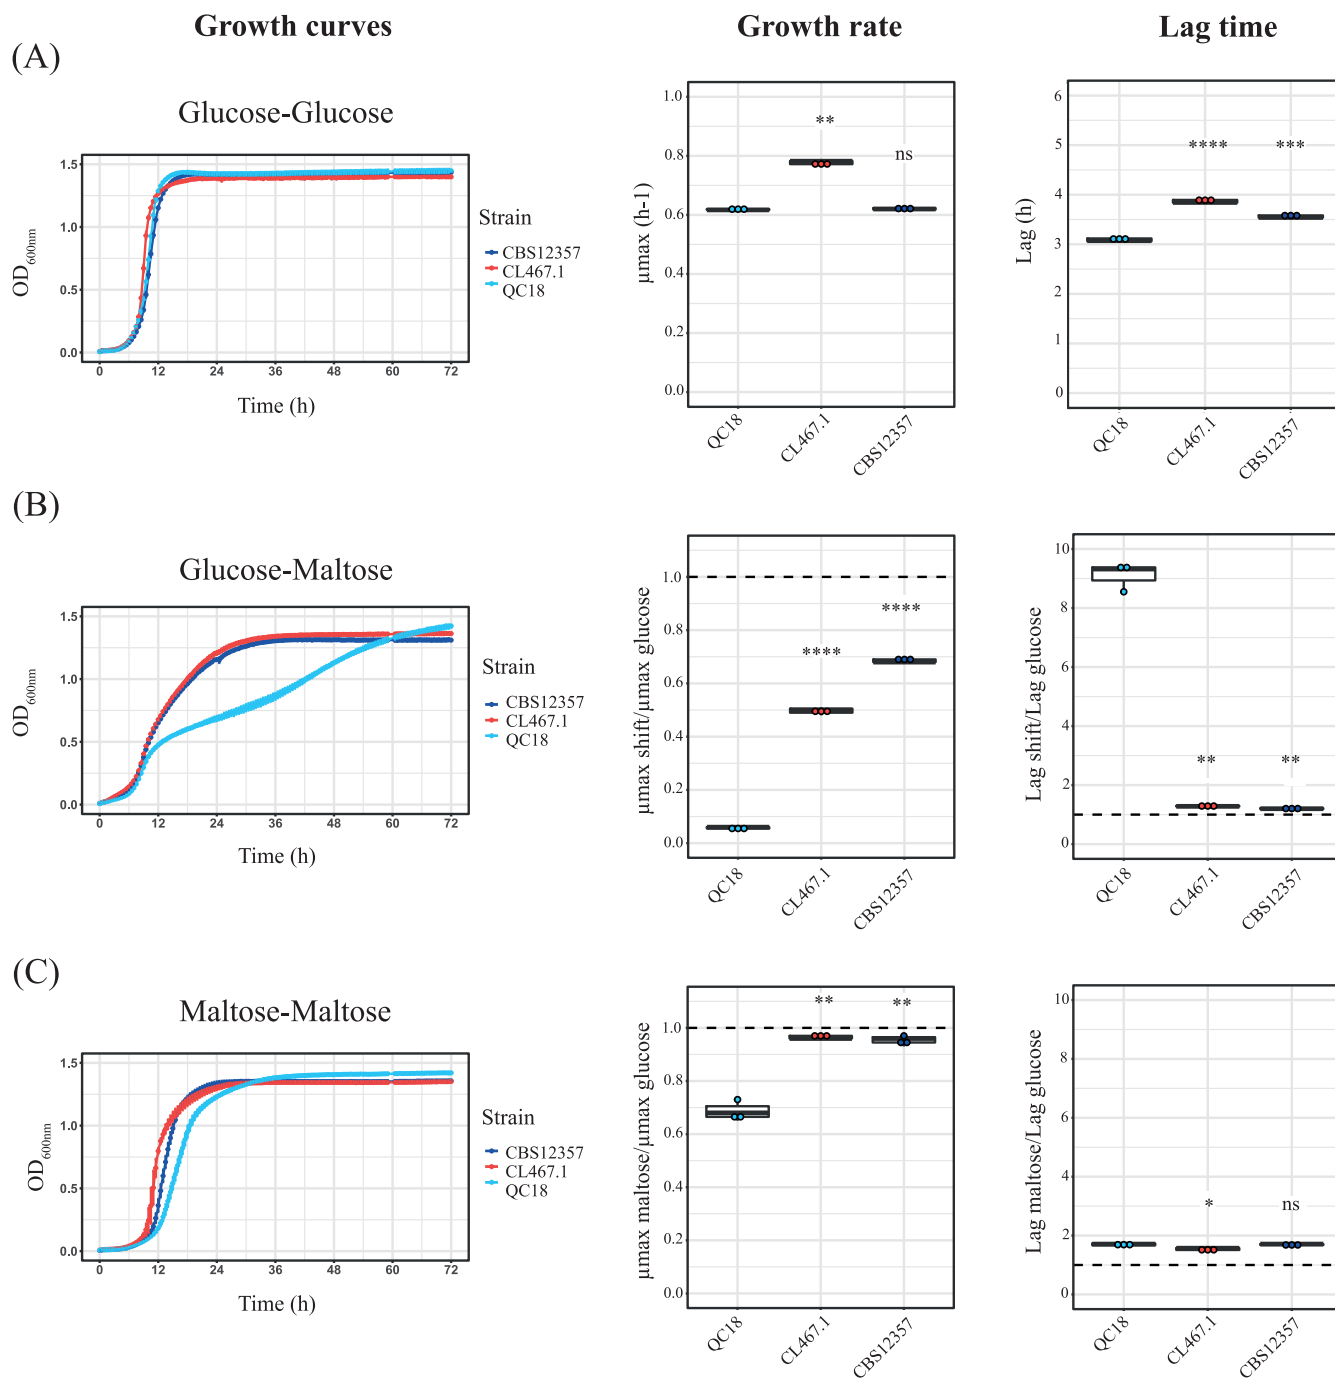 Growth curves
Growth rate
Lag time
(A)
Glucose-Glucose
OD600nm
1.5
1.0
0.5
0.0
0 12 24 36 48 60 72
Time (h)
Strain
CBS12357
CL467.1
QC18
µmax (h-1)
1.0
0.8
0.6
0.4
0.2
0.0
**
ns
QC18
CL467.1
CBS12357
Lag (h)
6
5
4
3
2
1
0
****
***
QC18
CL467.1
CBS12357
(B)
Glucose-Maltose
OD600nm
1.5
1.0
0.5
0.0
0 12 24 36 48 60 72
Time (h)
Strain
CBS12357
CL467.1
QC18
µmax shift/µmax glucose
1.0
0.8
0.6
0.4
0.2
0.0
****
****
QC18
CL467.1
CBS12357
Lag shift/Lag glucose
10
8
6
4
2
0
**
**
QC18
CL467.1
CBS12357
(C)
Maltose-Maltose
OD600nm
1.5
1.0
0.5
0.0
0 12 24 36 48 60 72
Time (h)
Strain
CBS12357
CL467.1
QC18
µmax maltose/µmax glucose
1.0
0.8
0.6
0.4
0.2
0.0
**
**
QC18
CL467.1
CBS12357
Lag maltose/Lag glucose
10
8
6
4
2
0
*
ns
QC18
CL467.1
CBS12357